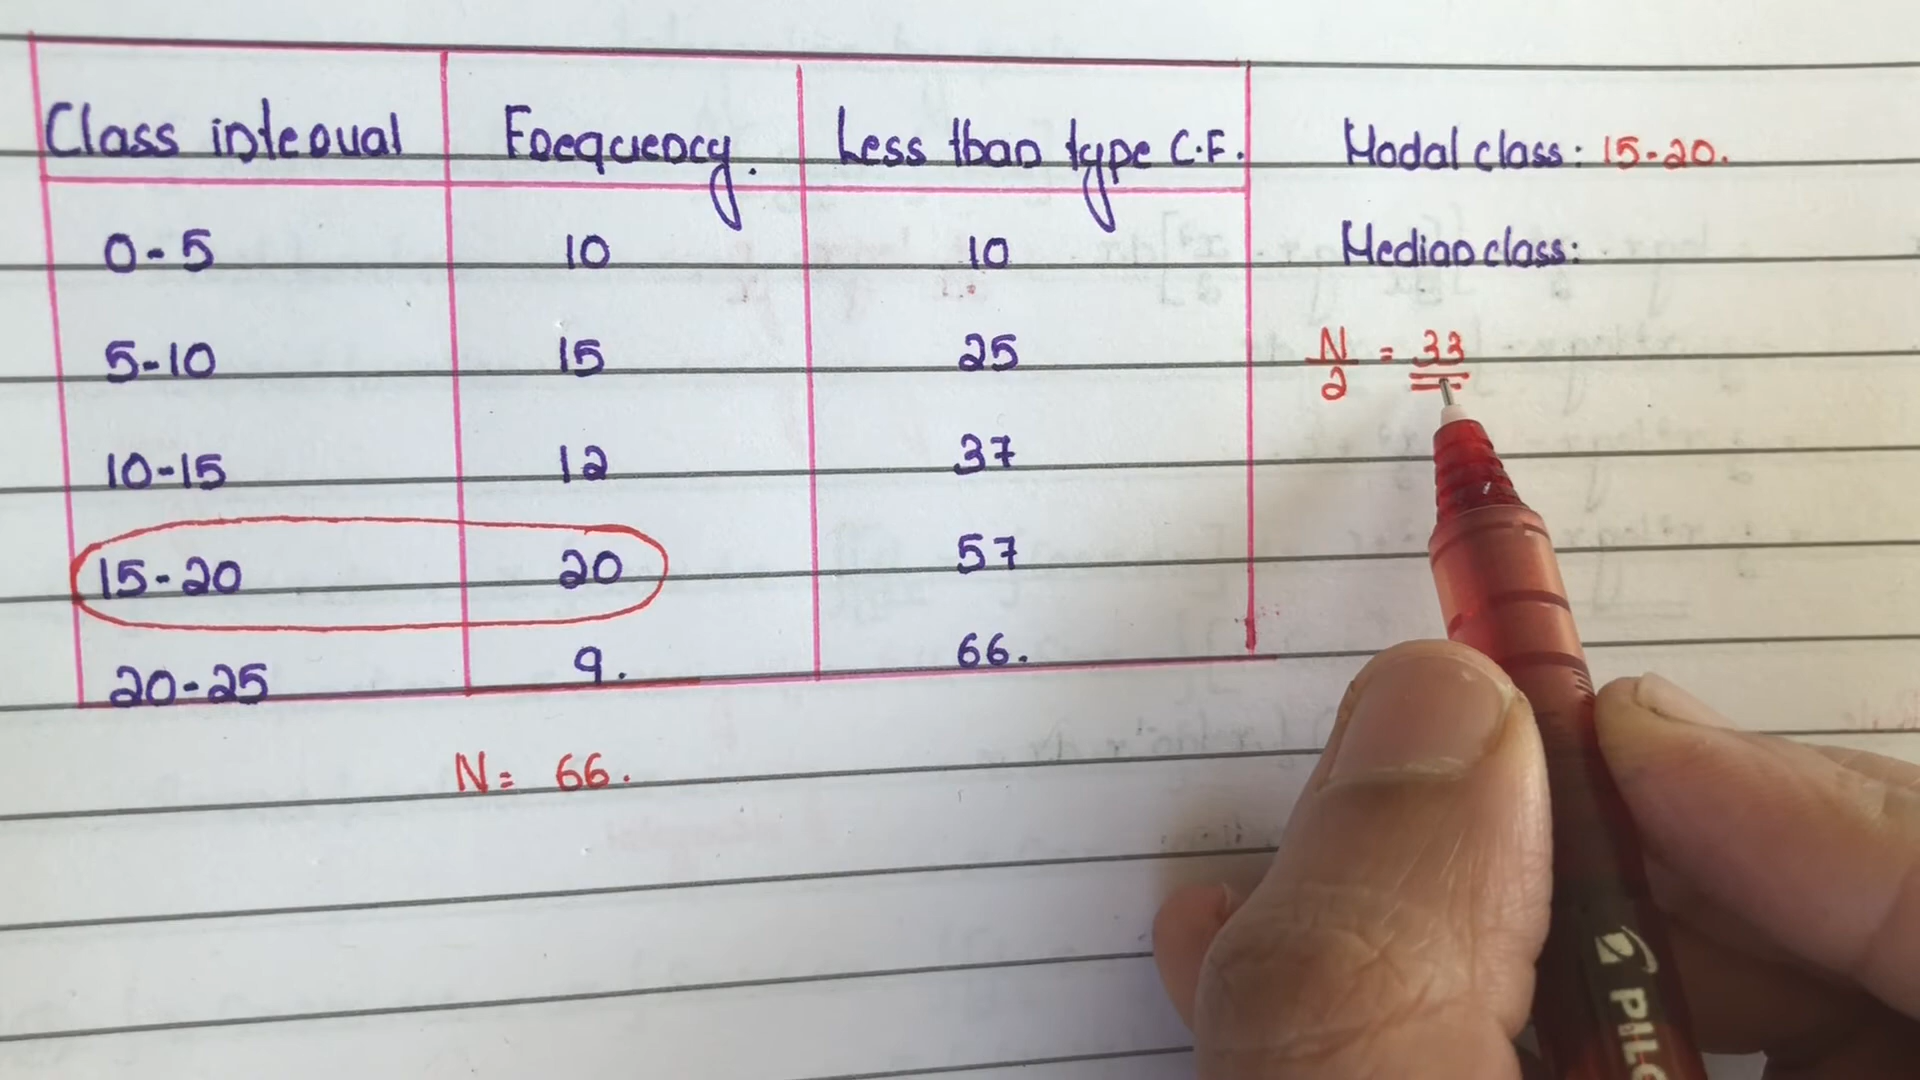 Class interval Frequency. Less than type C.F.
0-5 10 10
5-10 15 25
10-15 12 37
15-20 20 57
20-25 9. 66.
N= 66.
Modal class: 15-20.
Median class:
N/2 = 33
PILO